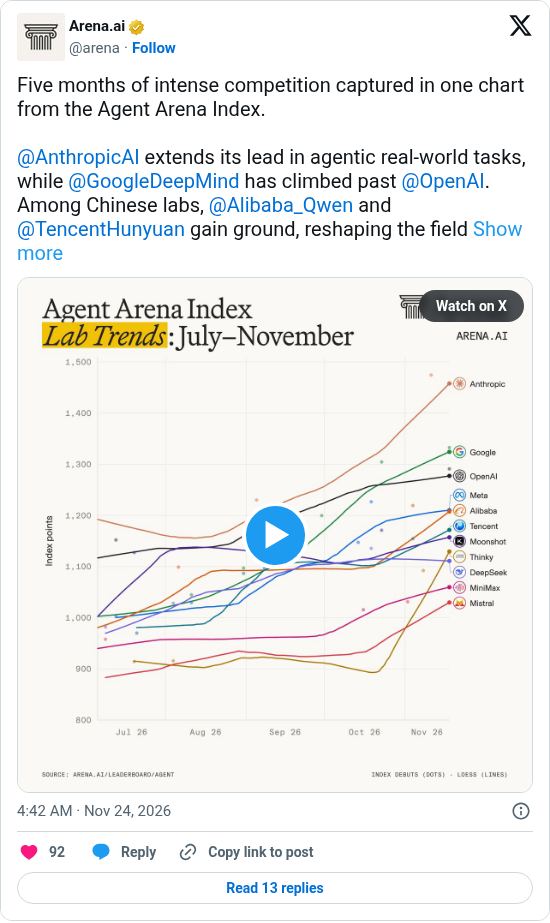 Arena.ai
@arena · Follow
Five months of intense competition captured in one chart
from the Agent Arena Index.
@AnthropicAI extends its lead in agentic real-world tasks,
while @GoogleDeepMind has climbed past @OpenAI.
Among Chinese labs, @Alibaba_Qwen and
@TencentHunyuan gain ground, reshaping the field Show
more
Agent Arena Index
Lab Trends: July–November
Watch on X
ARENA.AI
1,500
1,400
1,300
1,200
1,100
1,000
900
800
Index points
Anthropic
Google
OpenAI
Meta
Alibaba
Tencent
Moonshot
Thinky
DeepSeek
MiniMax
Mistral
Jul 26
Aug 26
Sep 26
Oct 26
Nov 26
SOURCE: ARENA.AI/LEADERBOARD/AGENT
INDEX DEBUTS (DOTS) · LOESS (LINES)
4:42 AM · Nov 24, 2026
92
Reply
Copy link to post
Read 13 replies